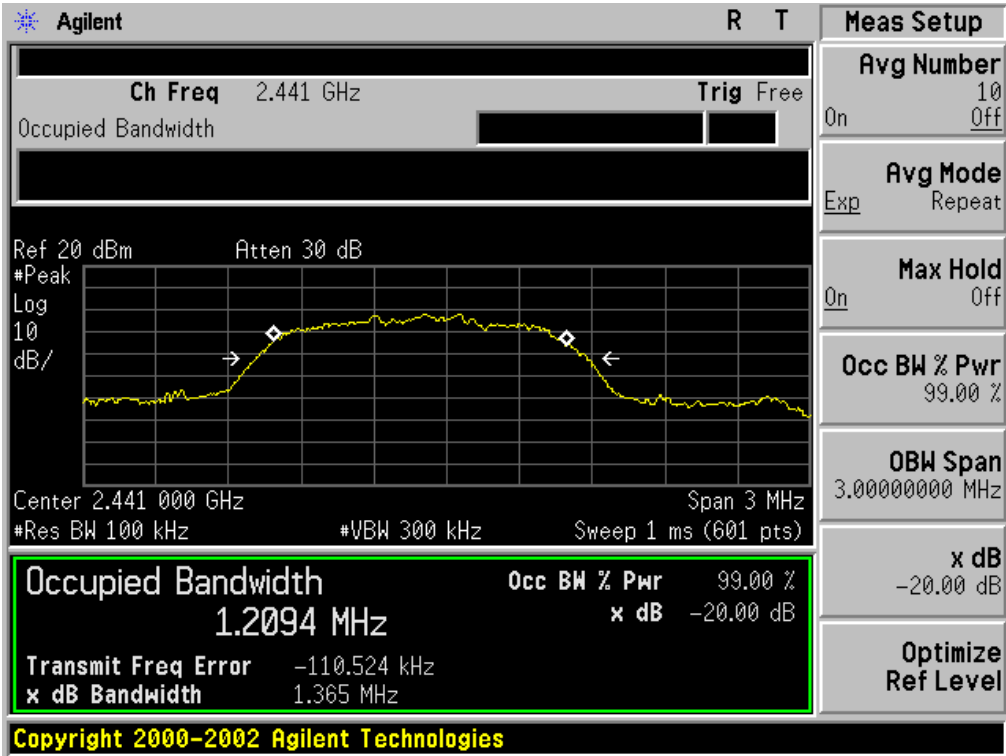 Agilent R T
Ch Freq 2.441 GHz Trig Free
Occupied Bandwidth
Ref 20 dBm Atten 30 dB
#Peak
Log
10
dB/
Center 2.441 000 GHz Span 3 MHz
#Res BW 100 kHz #VBW 300 kHz Sweep 1 ms (601 pts)
Occupied Bandwidth Occ BW % Pwr 99.00 %
1.2094 MHz x dB -20.00 dB
Transmit Freq Error -110.524 kHz
x dB Bandwidth 1.365 MHz
Copyright 2000-2002 Agilent Technologies
Meas Setup
Avg Number
10
On Off
Avg Mode
Exp Repeat
Max Hold
On Off
Occ BW % Pwr
99.00 %
OBW Span
3.00000000 MHz
x dB
-20.00 dB
Optimize
Ref Level